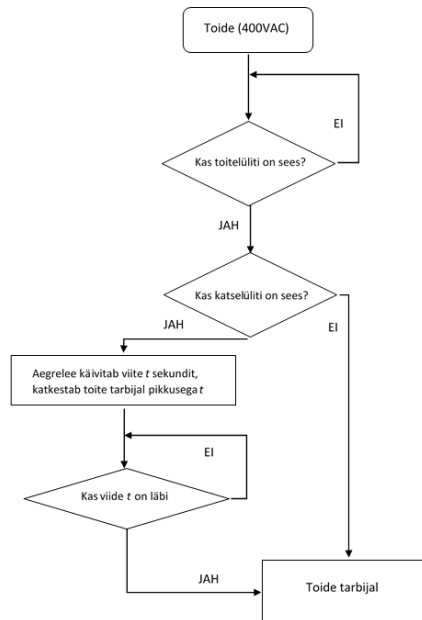 Toide (400VAC)
EI
Kas toitelüliti on sees?
JAH
Kas katselüliti on sees?
JAH
EI
Aegrelee käivitab viite t sekundit,
katkestab toite tarbijal pikkusega t
EI
Kas viide t on läbi
JAH
Toide tarbijal